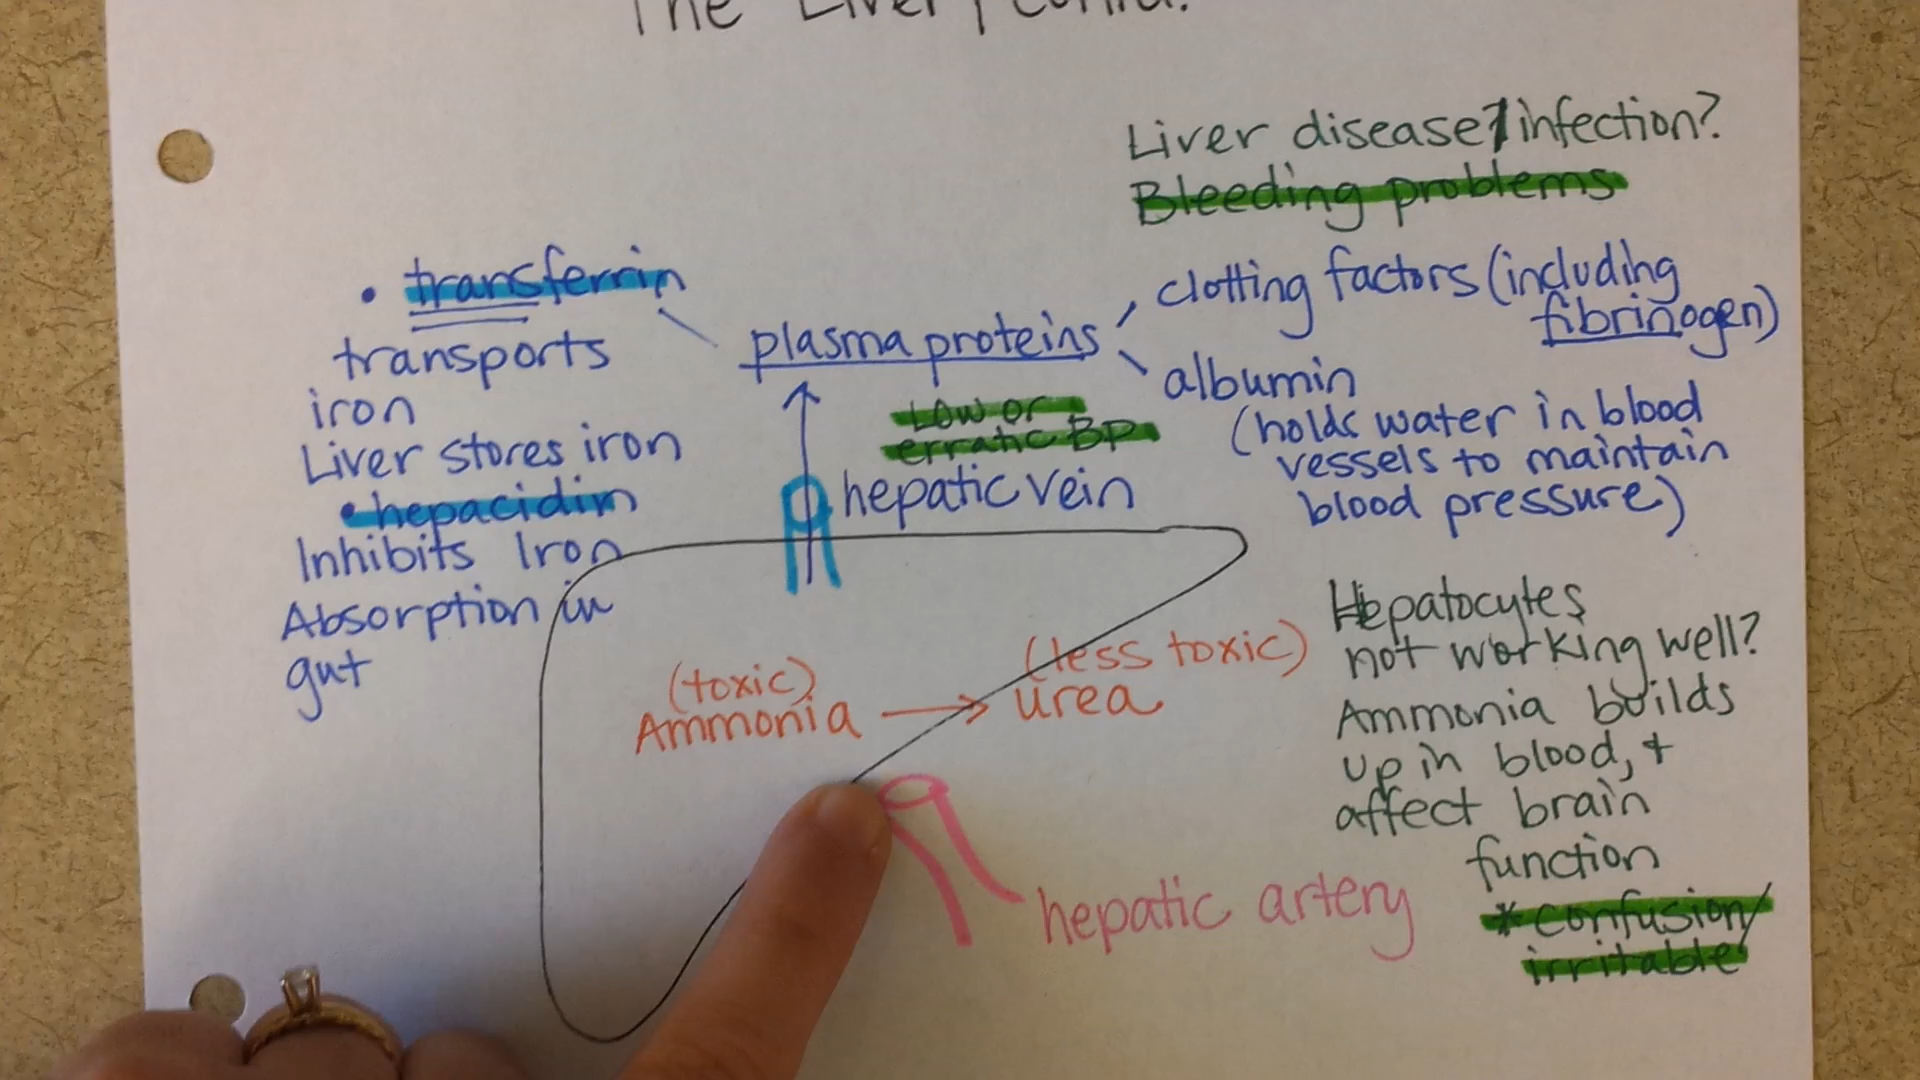 The Liver, contd.
Liver disease/infection?
Bleeding problems
• transferrin
transports
iron
Liver stores iron
• hepacidin
Inhibits Iron
Absorption in
gut
plasma proteins
clotting factors (including
fibrinogen)
albumin
(holds water in blood
vessels to maintain
blood pressure)
Low or
erratic BP
hepatic vein
(toxic)
Ammonia → urea
(less toxic)
hepatic artery
Hepatocytes
not working well?
Ammonia builds
up in blood, +
affect brain
function
* confusion/
irritable